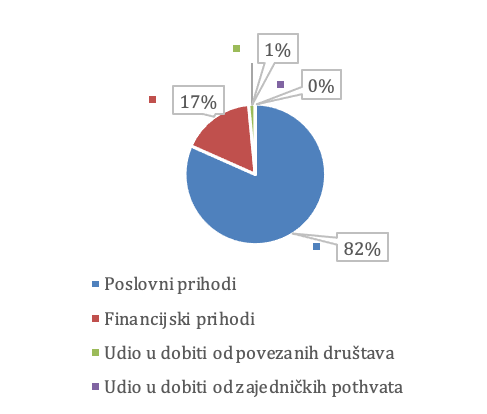 1%
0%
17%
82%
Poslovni prihodi
Financijski prihodi
Udio u dobiti od povezanih društava
Udio u dobiti od zajedničkih pothvata